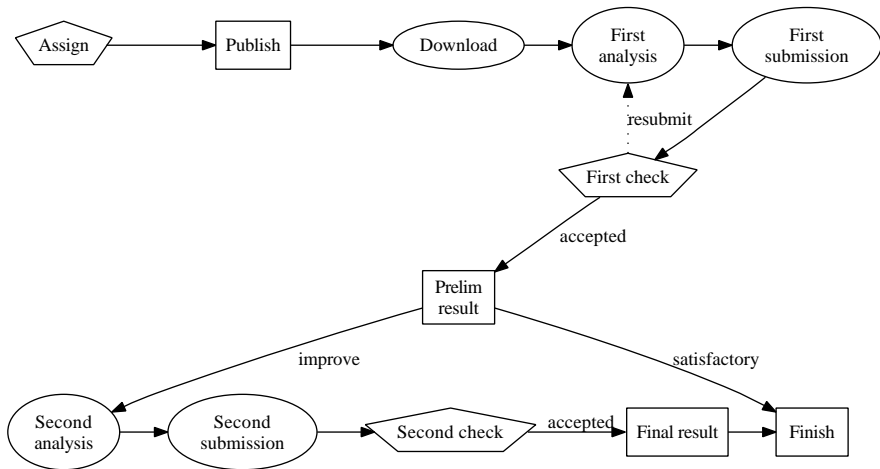 Assign
Publish
Download
First
analysis
First
submission
resubmit
First check
accepted
Prelim
result
improve
satisfactory
Second
analysis
Second
submission
Second check
accepted
Final result
Finish